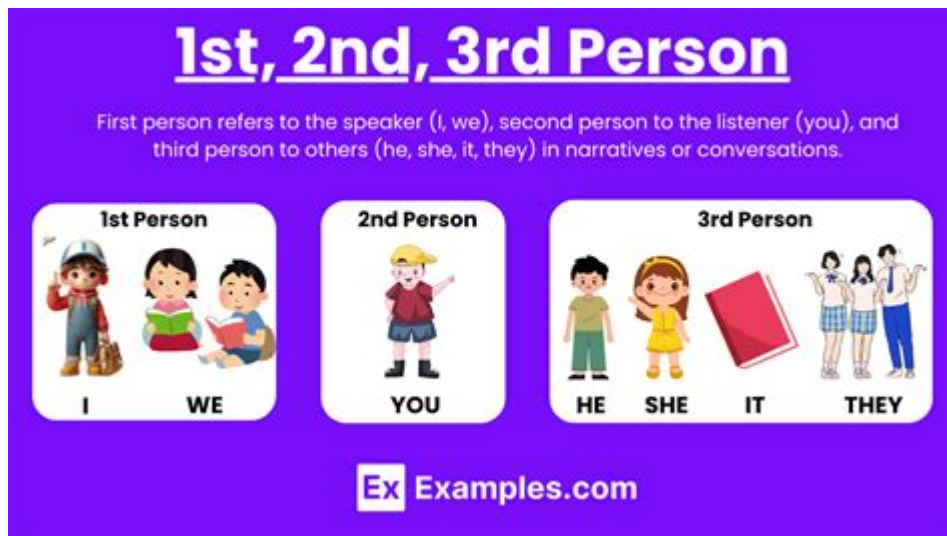 1st, 2nd, 3rd Person
First person refers to the speaker (I, we), second person to the listener (you), and
third person to others (he, she, it, they) in narratives or conversations.
1st Person
I WE
2nd Person
YOU
3rd Person
HE SHE IT THEY
Ex Examples.com